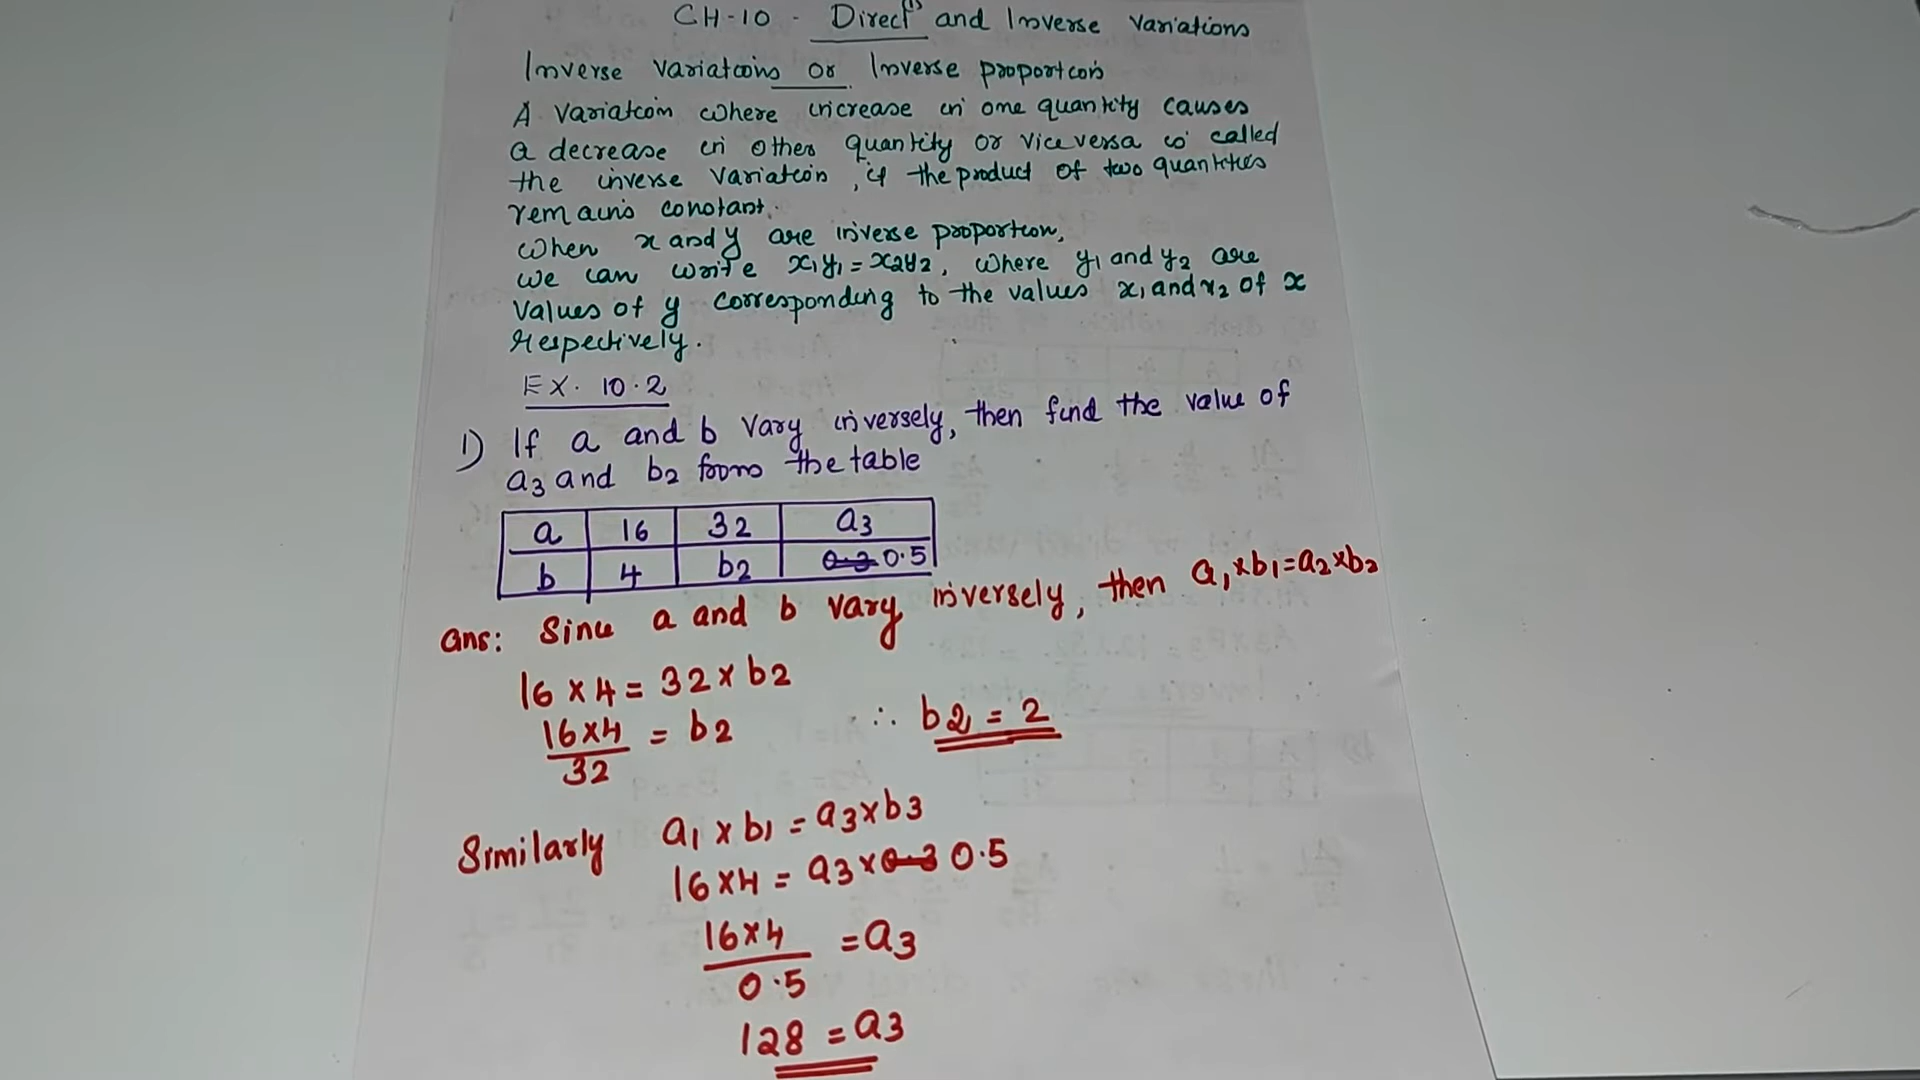 CH-10 - Direct and Inverse Variations
Inverse Variations or Inverse proportion
A variation where increase in one quantity causes
a decrease in other quantity or vice versa is called
the inverse variation, if the product of two quantities
remains constant.
When x and y are inverse proportion,
we can write x₁y₁ = x₂y₂, where y₁ and y₂ are
values of y corresponding to the values x₁ and x₂ of x
respectively.
EX. 10.2
1) If a and b vary inversely, then find the value of
a₃ and b₂ from the table
a 16 32 a₃
b 4 b₂ 0.5
ans: Since a and b vary inversely, then a₁×b₁=a₂×b₂
16 × 4 = 32 × b₂
16×4/32 = b₂ ∴ b₂ = 2
Similarly a₁ × b₁ = a₃×b₃
16×4 = a₃ × 0.5
16×4/0.5 = a₃
128 = a₃